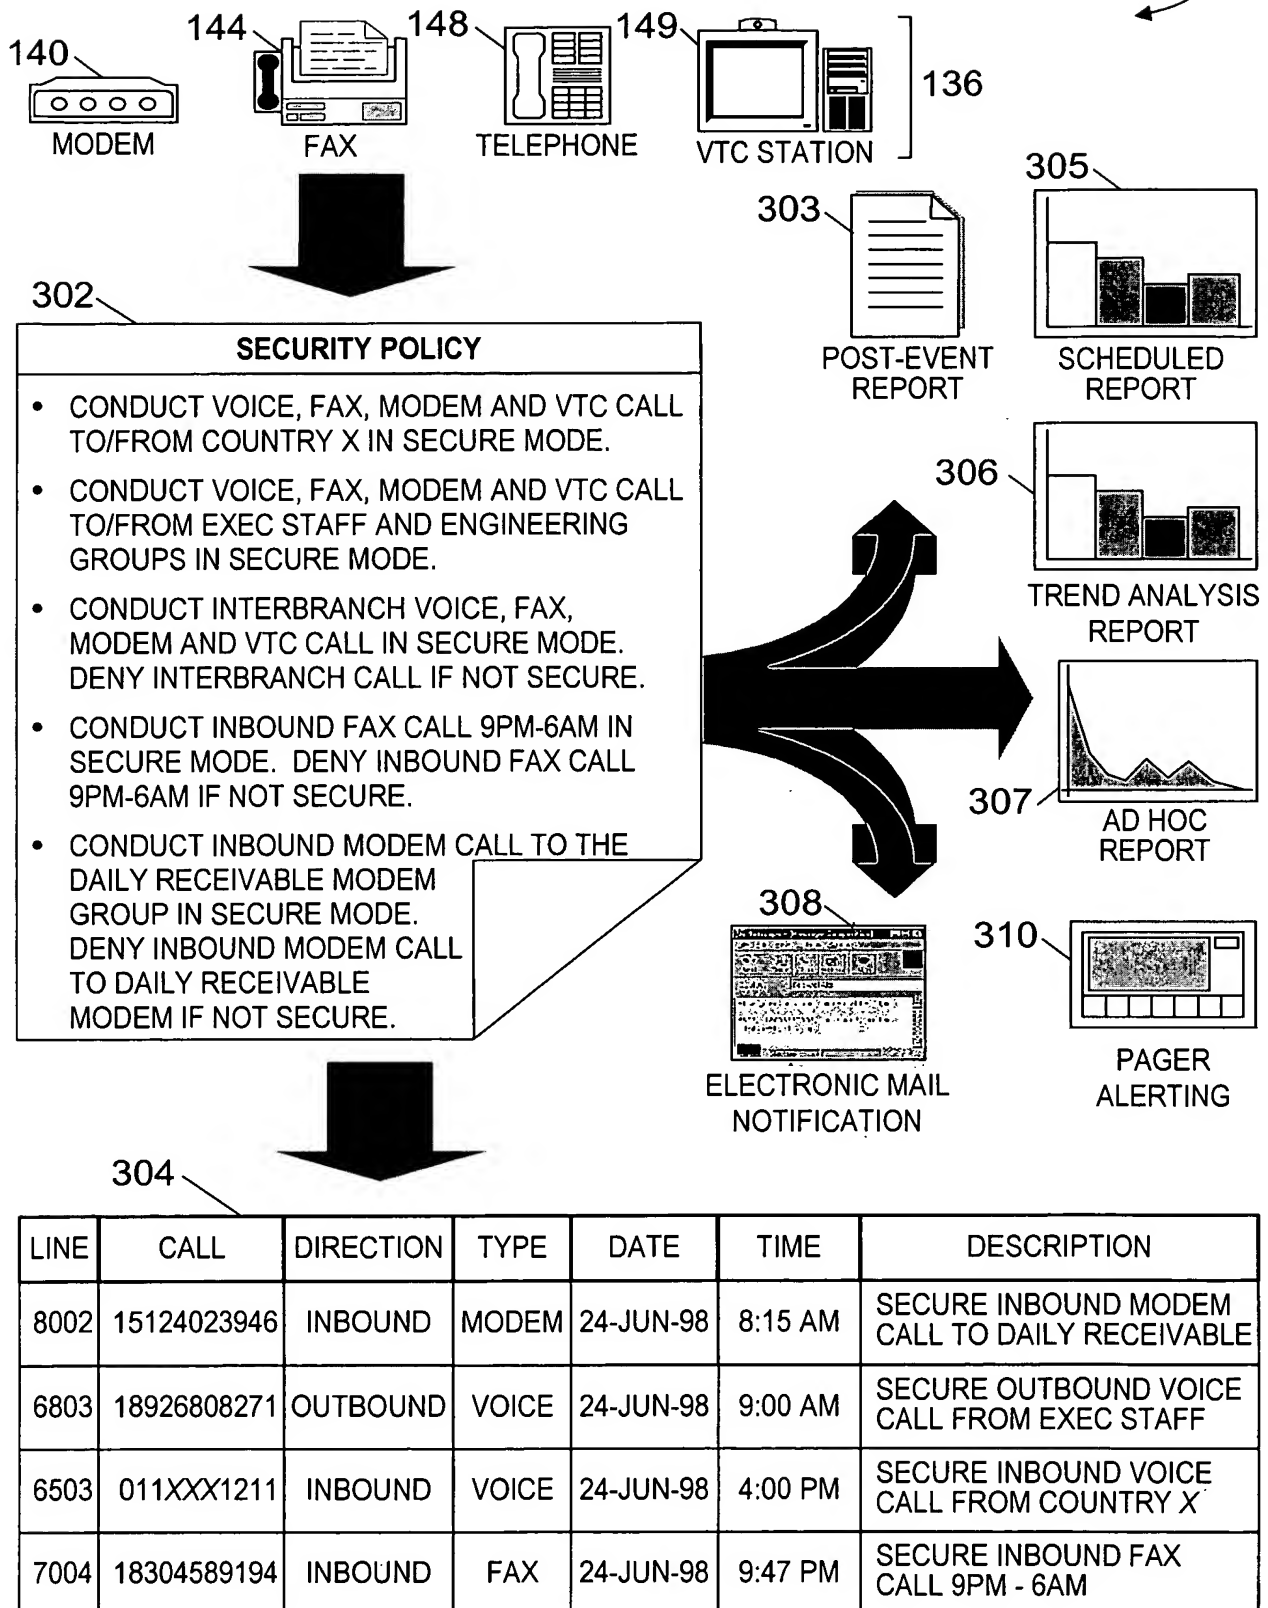 140
144
148
149
136
MODEM
FAX
TELEPHONE
VTC STATION
303
305
POST-EVENT
REPORT
SCHEDULED
REPORT
302
SECURITY POLICY
• CONDUCT VOICE, FAX, MODEM AND VTC CALL
TO/FROM COUNTRY X IN SECURE MODE.
• CONDUCT VOICE, FAX, MODEM AND VTC CALL
TO/FROM EXEC STAFF AND ENGINEERING
GROUPS IN SECURE MODE.
• CONDUCT INTERBRANCH VOICE, FAX,
MODEM AND VTC CALL IN SECURE MODE.
DENY INTERBRANCH CALL IF NOT SECURE.
• CONDUCT INBOUND FAX CALL 9PM-6AM IN
SECURE MODE. DENY INBOUND FAX CALL
9PM-6AM IF NOT SECURE.
• CONDUCT INBOUND MODEM CALL TO THE
DAILY RECEIVABLE MODEM
GROUP IN SECURE MODE.
DENY INBOUND MODEM CALL
TO DAILY RECEIVABLE
MODEM IF NOT SECURE.
306
TREND ANALYSIS
REPORT
307
AD HOC
REPORT
308
ELECTRONIC MAIL
NOTIFICATION
310
PAGER
ALERTING
304
LINE CALL DIRECTION TYPE DATE TIME DESCRIPTION
8002 15124023946 INBOUND MODEM 24-JUN-98 8:15 AM SECURE INBOUND MODEM
CALL TO DAILY RECEIVABLE
6803 18926808271 OUTBOUND VOICE 24-JUN-98 9:00 AM SECURE OUTBOUND VOICE
CALL FROM EXEC STAFF
6503 011XXX1211 INBOUND VOICE 24-JUN-98 4:00 PM SECURE INBOUND VOICE
CALL FROM COUNTRY X
7004 18304589194 INBOUND FAX 24-JUN-98 9:47 PM SECURE INBOUND FAX
CALL 9PM - 6AM